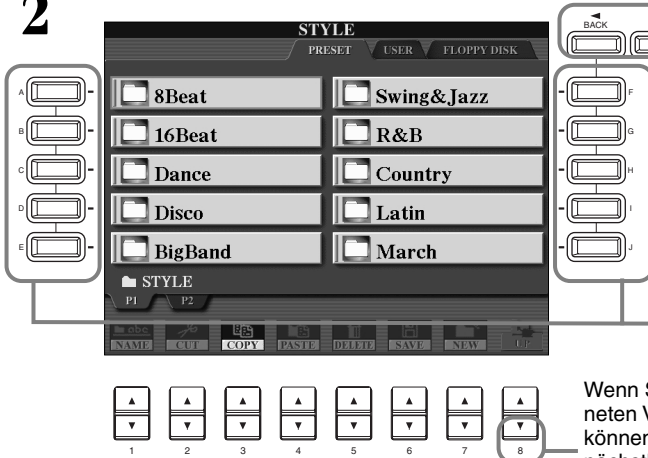 2
STYLE
PRESET USER FLOPPY DISK
BACK
A 8Beat Swing&Jazz F
B 16Beat R&B G
C Dance Country H
D Disco Latin I
E BigBand March J
STYLE
P1 P2
abc
NAME CUT COPY PASTE DELETE SAVE NEW UP
1 2 3 4 5 6 7 8
Wenn S
neten V
können